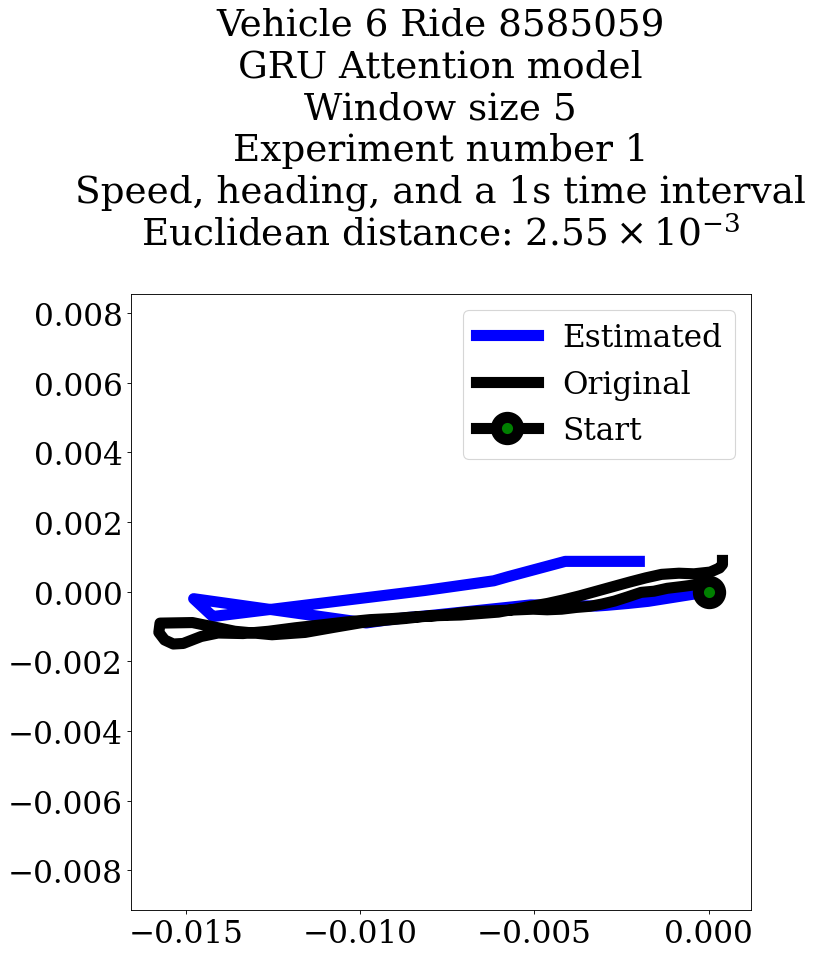 Vehicle 6 Ride 8585059
GRU Attention model
Window size 5
Experiment number 1
Speed, heading, and a 1s time interval
Euclidean distance: 2.55 × 10⁻³
Estimated
Original
Start
0.008
0.006
0.004
0.002
0.000
−0.002
−0.004
−0.006
−0.008
−0.015 −0.010 −0.005 0.000